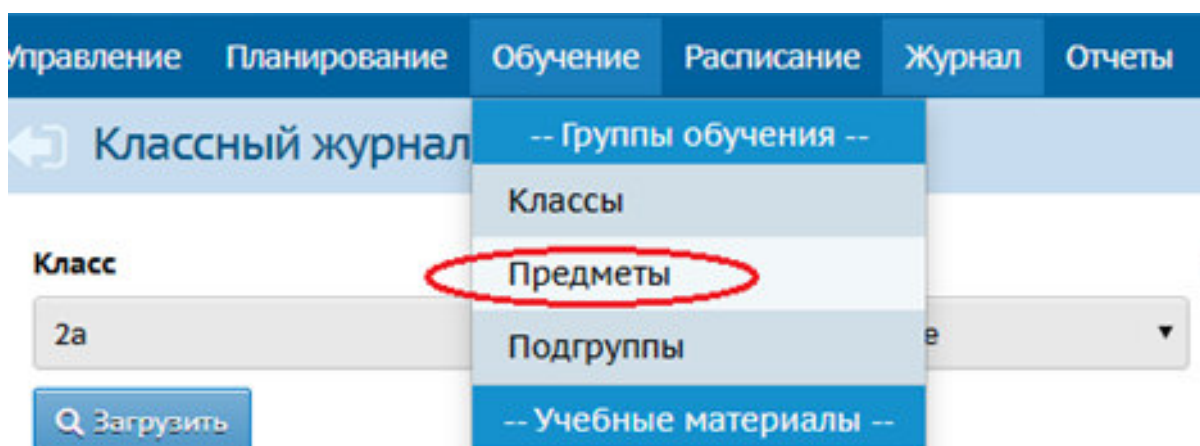 Управление Планирование Обучение Расписание Журнал Отчеты
Классный журнал
-- Группы обучения --
Классы
Класс
Предметы
2а
е
Подгруппы
Загрузить
-- Учебные материалы --